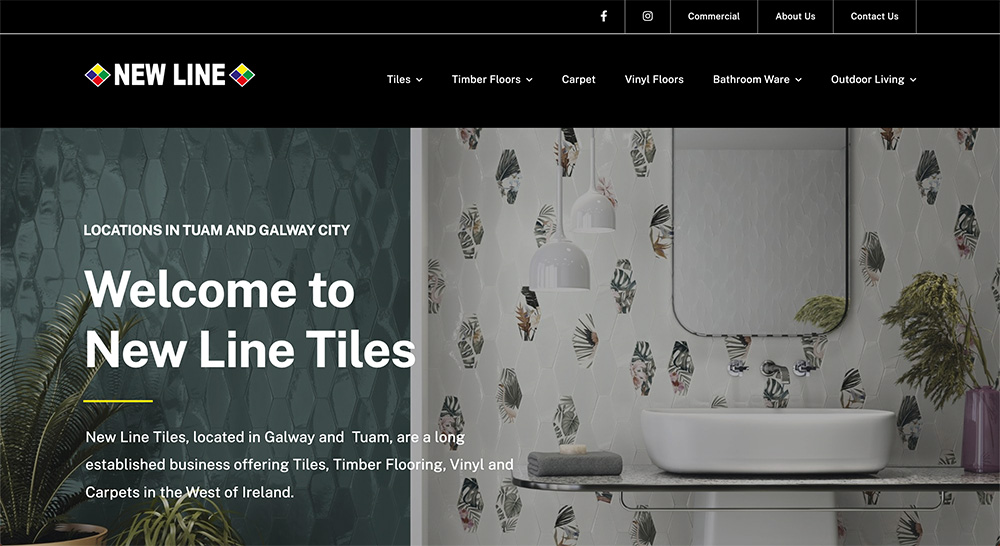 Commercial
About Us
Contact Us
NEW LINE
Tiles
Timber Floors
Carpet
Vinyl Floors
Bathroom Ware
Outdoor Living
LOCATIONS IN TUAM AND GALWAY CITY
Welcome to
New Line Tiles
New Line Tiles, located in Galway and  Tuam, are a long
established business offering Tiles, Timber Flooring, Vinyl and
Carpets in the West of Ireland.